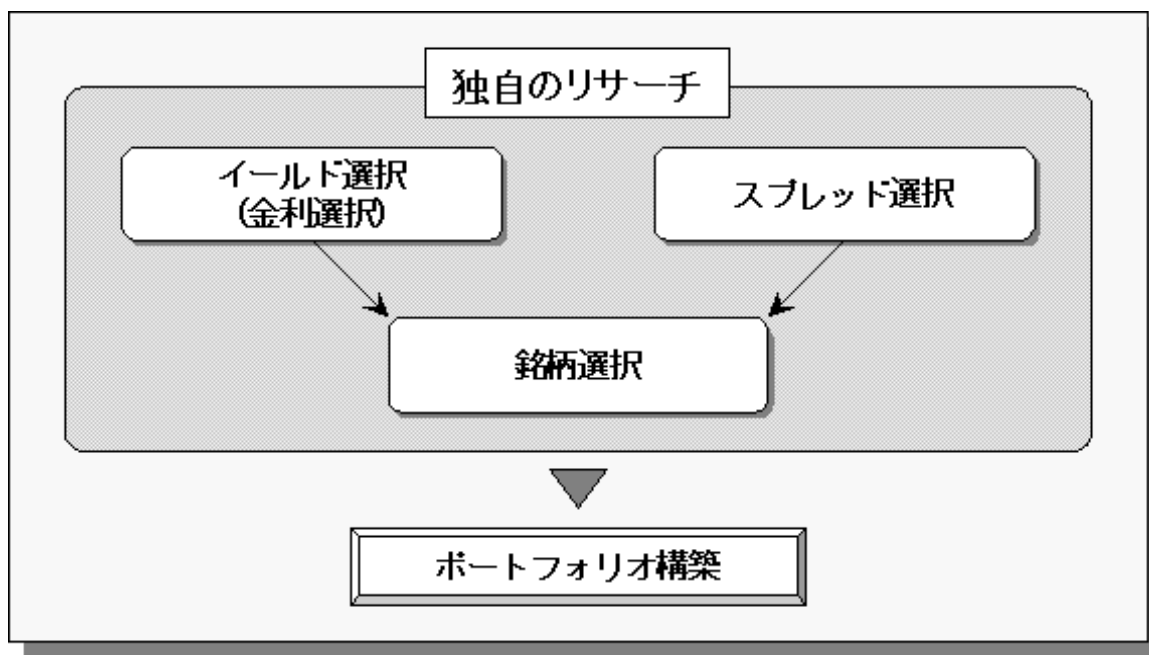 独自のリサーチ
イールド選択
(金利選択)
スプレッド選択
銘柄選択
ポートフォリオ構築